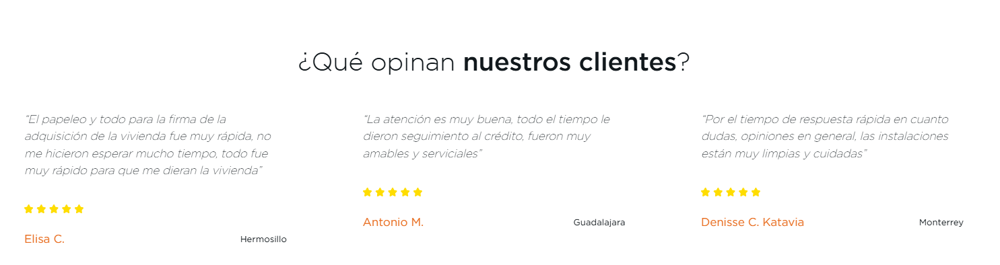 ¿Qué opinan nuestros clientes?
“El papeleo y todo para la firma de la
adquisición de la vivienda fue muy rápida, no
me hicieron esperar mucho tiempo, todo fue
muy rápido para que me dieran la vivienda”
Elisa C.
Hermosillo
“La atención es muy buena, todo el tiempo le
dieron seguimiento al crédito, fueron muy
amables y serviciales”
Antonio M.
Guadalajara
“Por el tiempo de respuesta rápida en cuanto
dudas, opiniones en general, las instalaciones
están muy limpias y cuidadas”
Denisse C. Katavia
Monterrey